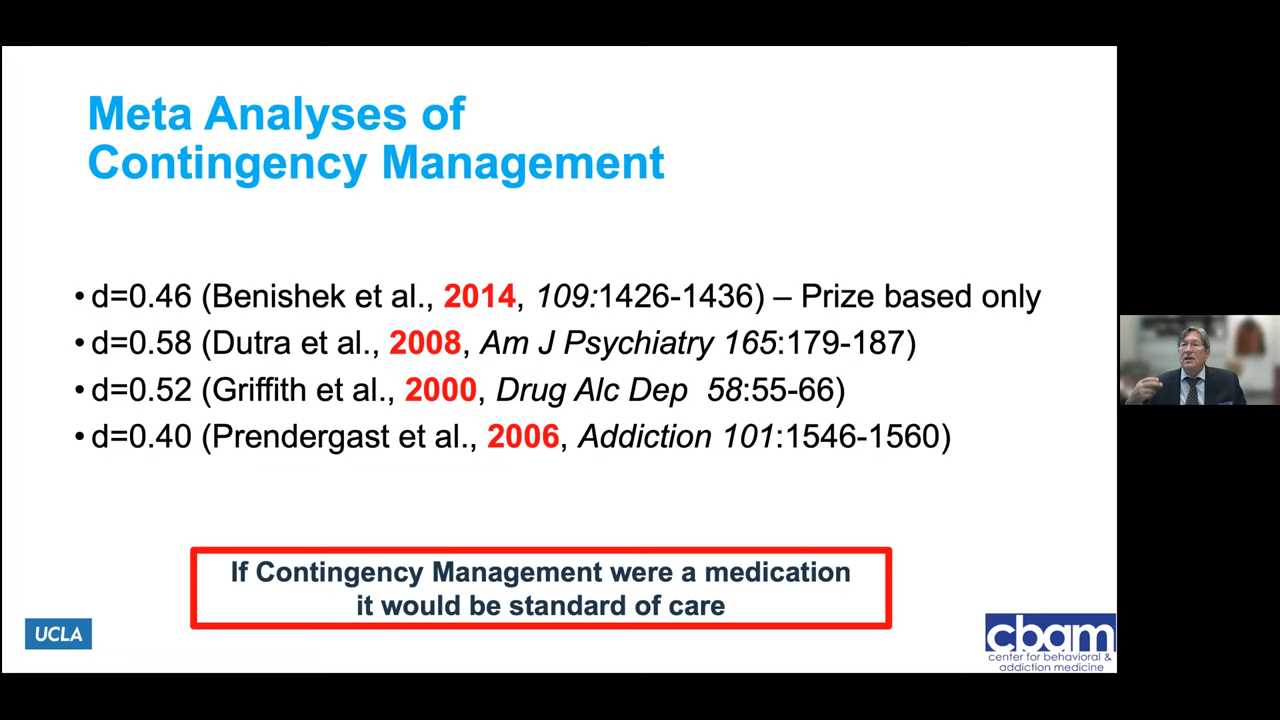 Meta Analyses of
Contingency Management
• d=0.46 (Benishek et al., 2014, 109:1426-1436) – Prize based only
• d=0.58 (Dutra et al., 2008, Am J Psychiatry 165:179-187)
• d=0.52 (Griffith et al., 2000, Drug Alc Dep 58:55-66)
• d=0.40 (Prendergast et al., 2006, Addiction 101:1546-1560)
If Contingency Management were a medication
it would be standard of care
UCLA
cbam
center for behavioral &
addiction medicine